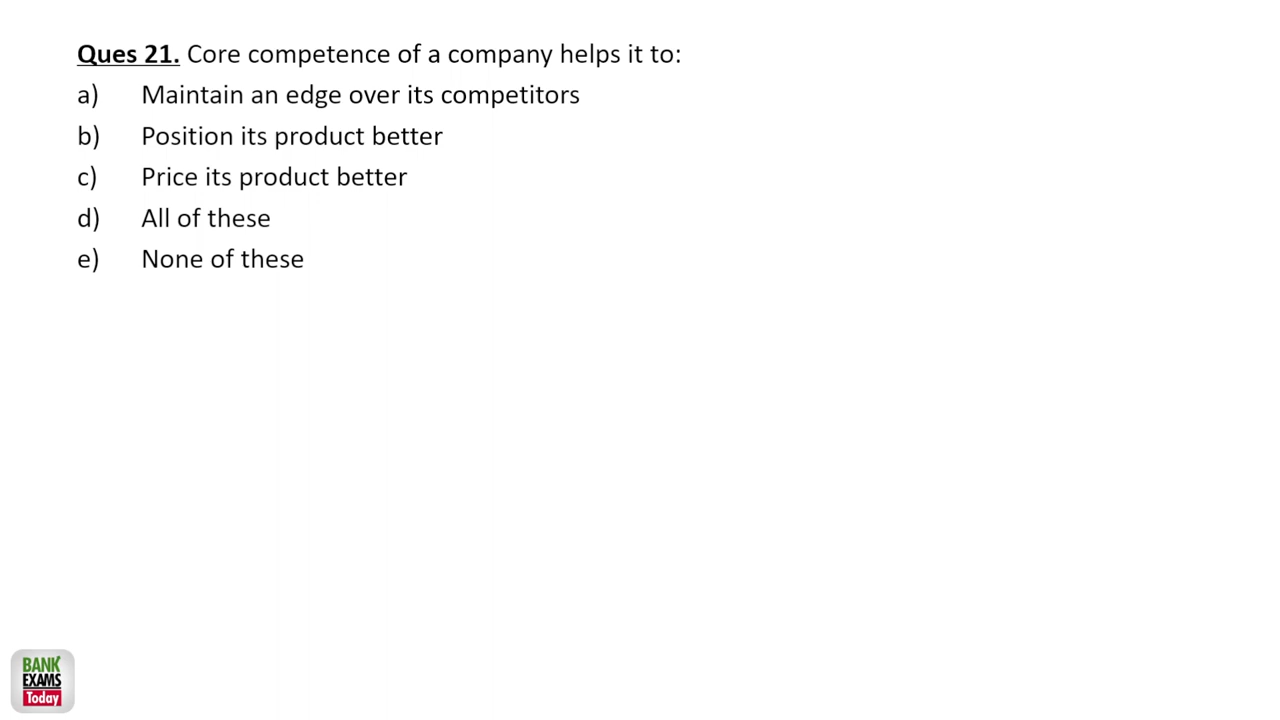 Ques 21. Core competence of a company helps it to:
a) Maintain an edge over its competitors
b) Position its product better
c) Price its product better
d) All of these
e) None of these
BANK
EXAMS
Today